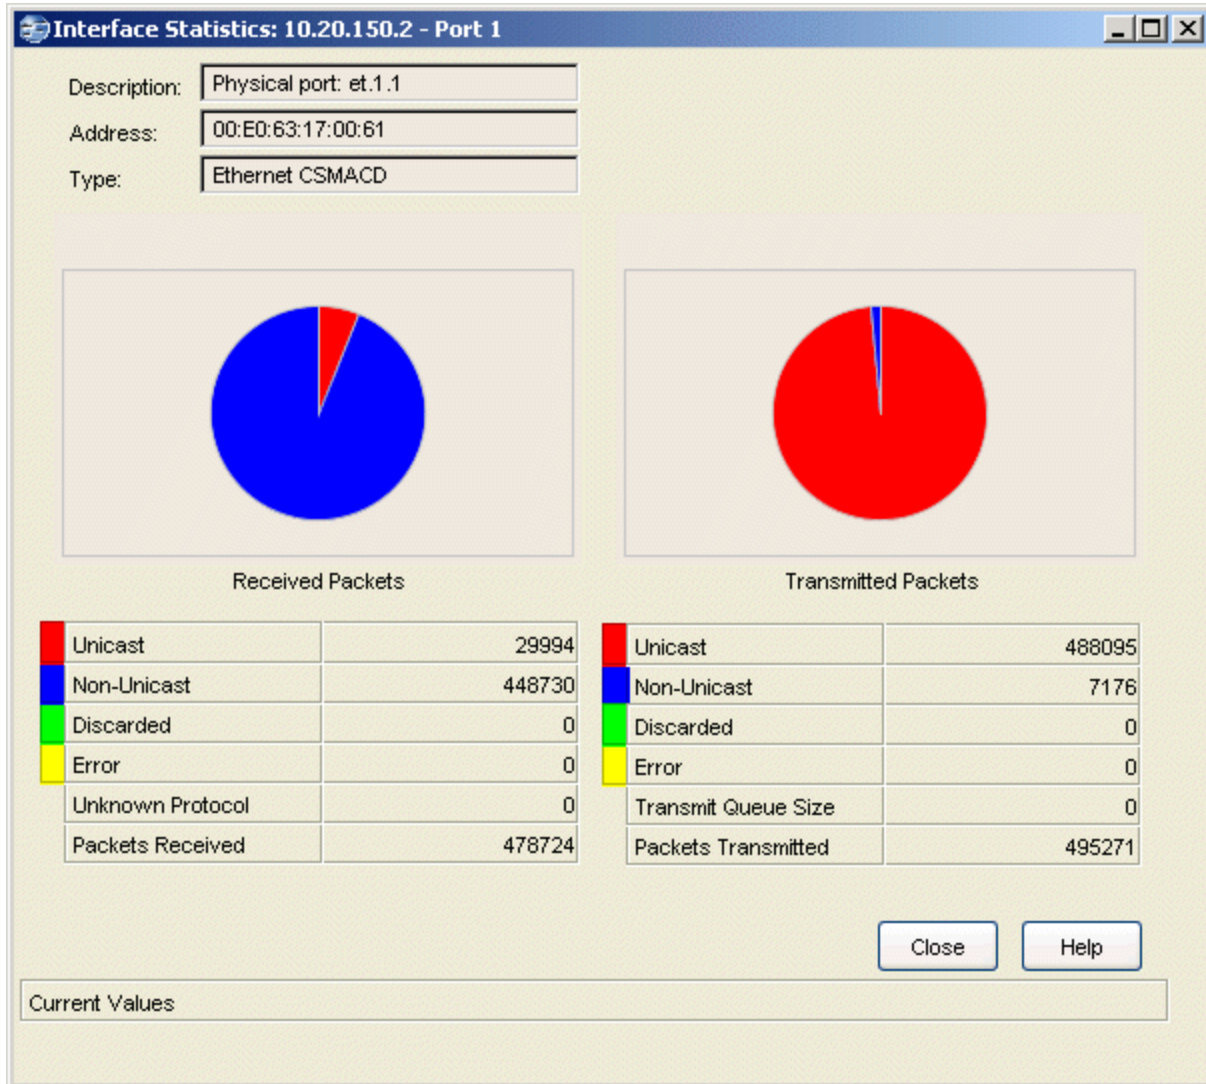 Interface Statistics: 10.20.150.2 - Port 1
Description: Physical port: et.1.1
Address: 00:E0:63:17:00:61
Type: Ethernet CSMACD
Received Packets
Unicast 29994
Non-Unicast 448730
Discarded 0
Error 0
Unknown Protocol 0
Packets Received 478724
Transmitted Packets
Unicast 488095
Non-Unicast 7176
Discarded 0
Error 0
Transmit Queue Size 0
Packets Transmitted 495271
Close Help
Current Values